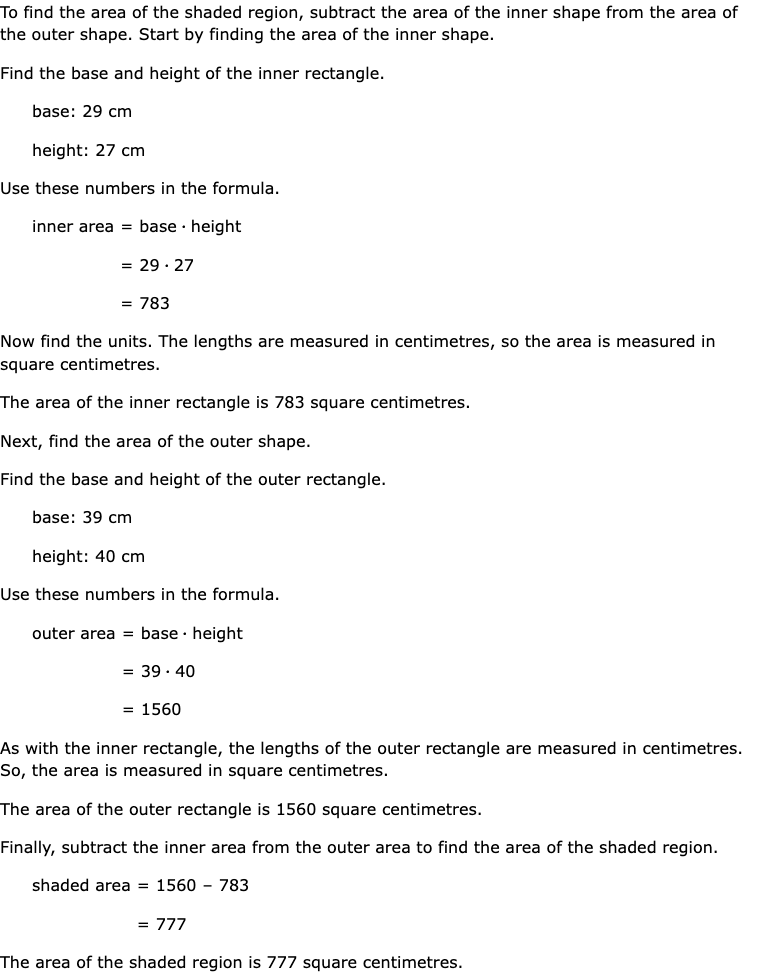 To find the area of the shaded region, subtract the area of the inner shape from the area of
the outer shape. Start by finding the area of the inner shape.
Find the base and height of the inner rectangle.
base: 29 cm
height: 27 cm
Use these numbers in the formula.
inner area = base · height
= 29 · 27
= 783
Now find the units. The lengths are measured in centimetres, so the area is measured in
square centimetres.
The area of the inner rectangle is 783 square centimetres.
Next, find the area of the outer shape.
Find the base and height of the outer rectangle.
base: 39 cm
height: 40 cm
Use these numbers in the formula.
outer area = base · height
= 39 · 40
= 1560
As with the inner rectangle, the lengths of the outer rectangle are measured in centimetres.
So, the area is measured in square centimetres.
The area of the outer rectangle is 1560 square centimetres.
Finally, subtract the inner area from the outer area to find the area of the shaded region.
shaded area = 1560 – 783
= 777
The area of the shaded region is 777 square centimetres.